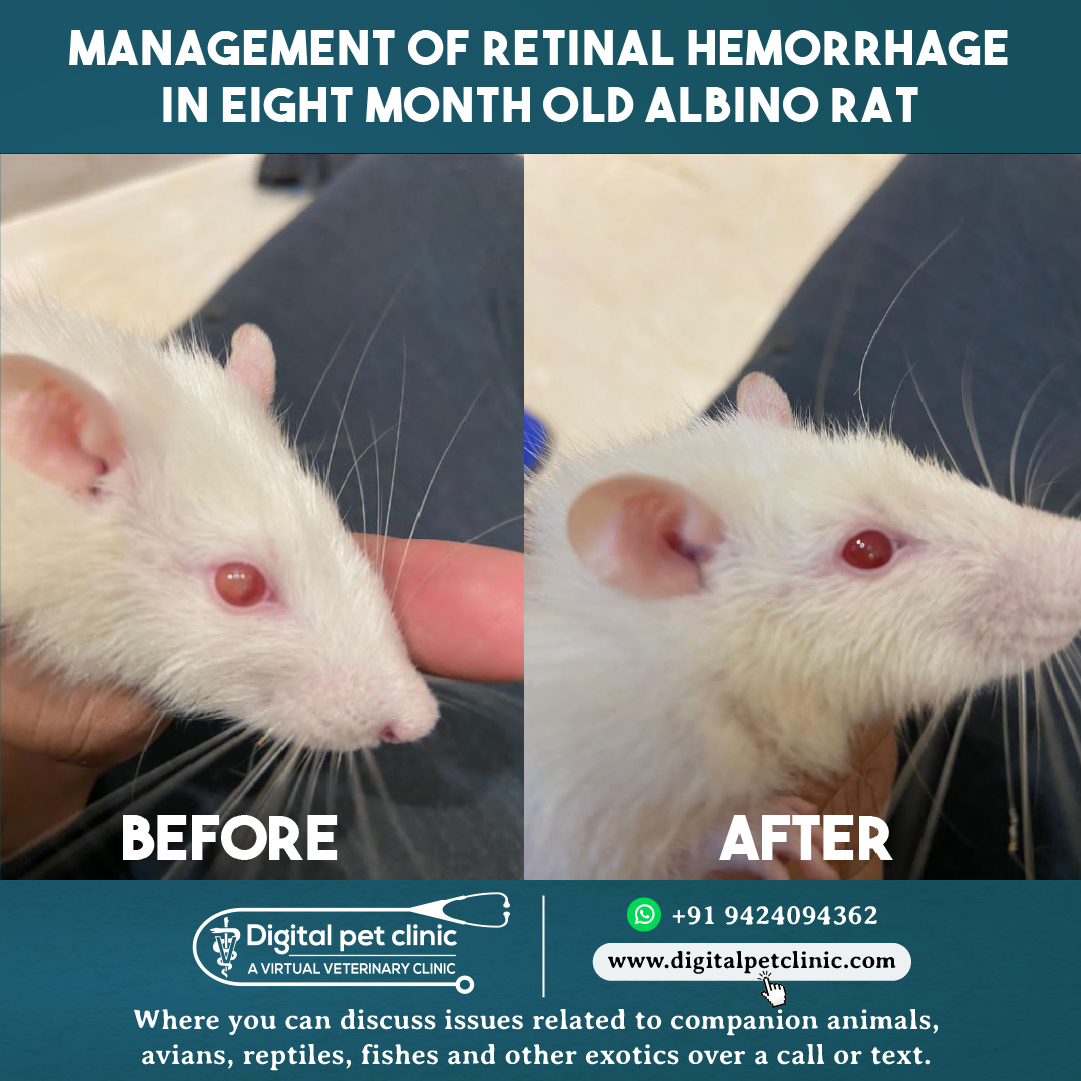 MANAGEMENT OF RETINAL HEMORRHAGE
IN EIGHT MONTH OLD ALBINO RAT
BEFORE
AFTER
Digital pet clinic
A VIRTUAL VETERINARY CLINIC
+91 9424094362
www.digitalpetclinic.com
Where you can discuss issues related to companion animals,
avians, reptiles, fishes and other exotics over a call or text.